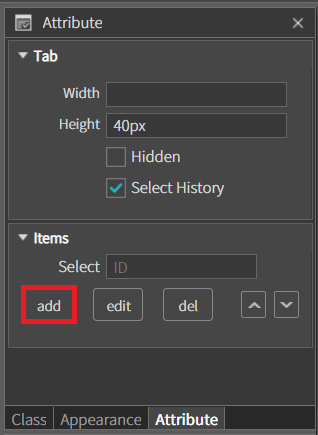 Attribute
Tab
Width
Height 40px
Hidden
Select History
Items
Select ID
add edit del
Class Appearance Attribute